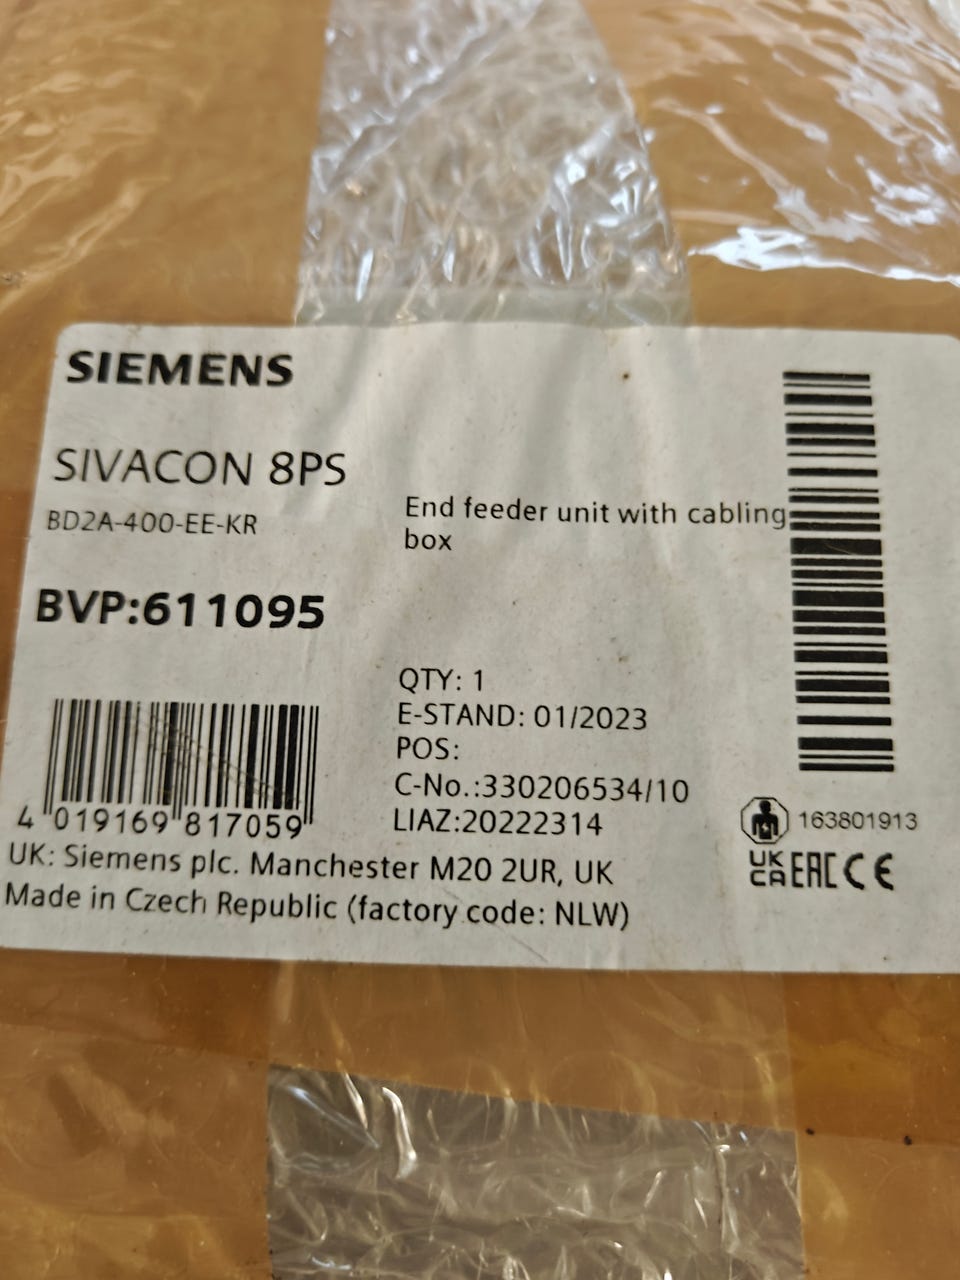 SIEMENS
SIVACON 8PS
BD2A-400-EE-KR
End feeder unit with cabling
box
BVP:611095
QTY: 1
E-STAND: 01/2023
POS:
C-No.:330206534/10
LIAZ:20222314
4 019169 817059
163801913
UK
CA EAC CE
UK: Siemens plc. Manchester M20 2UR, UK
Made in Czech Republic (factory code: NLW)